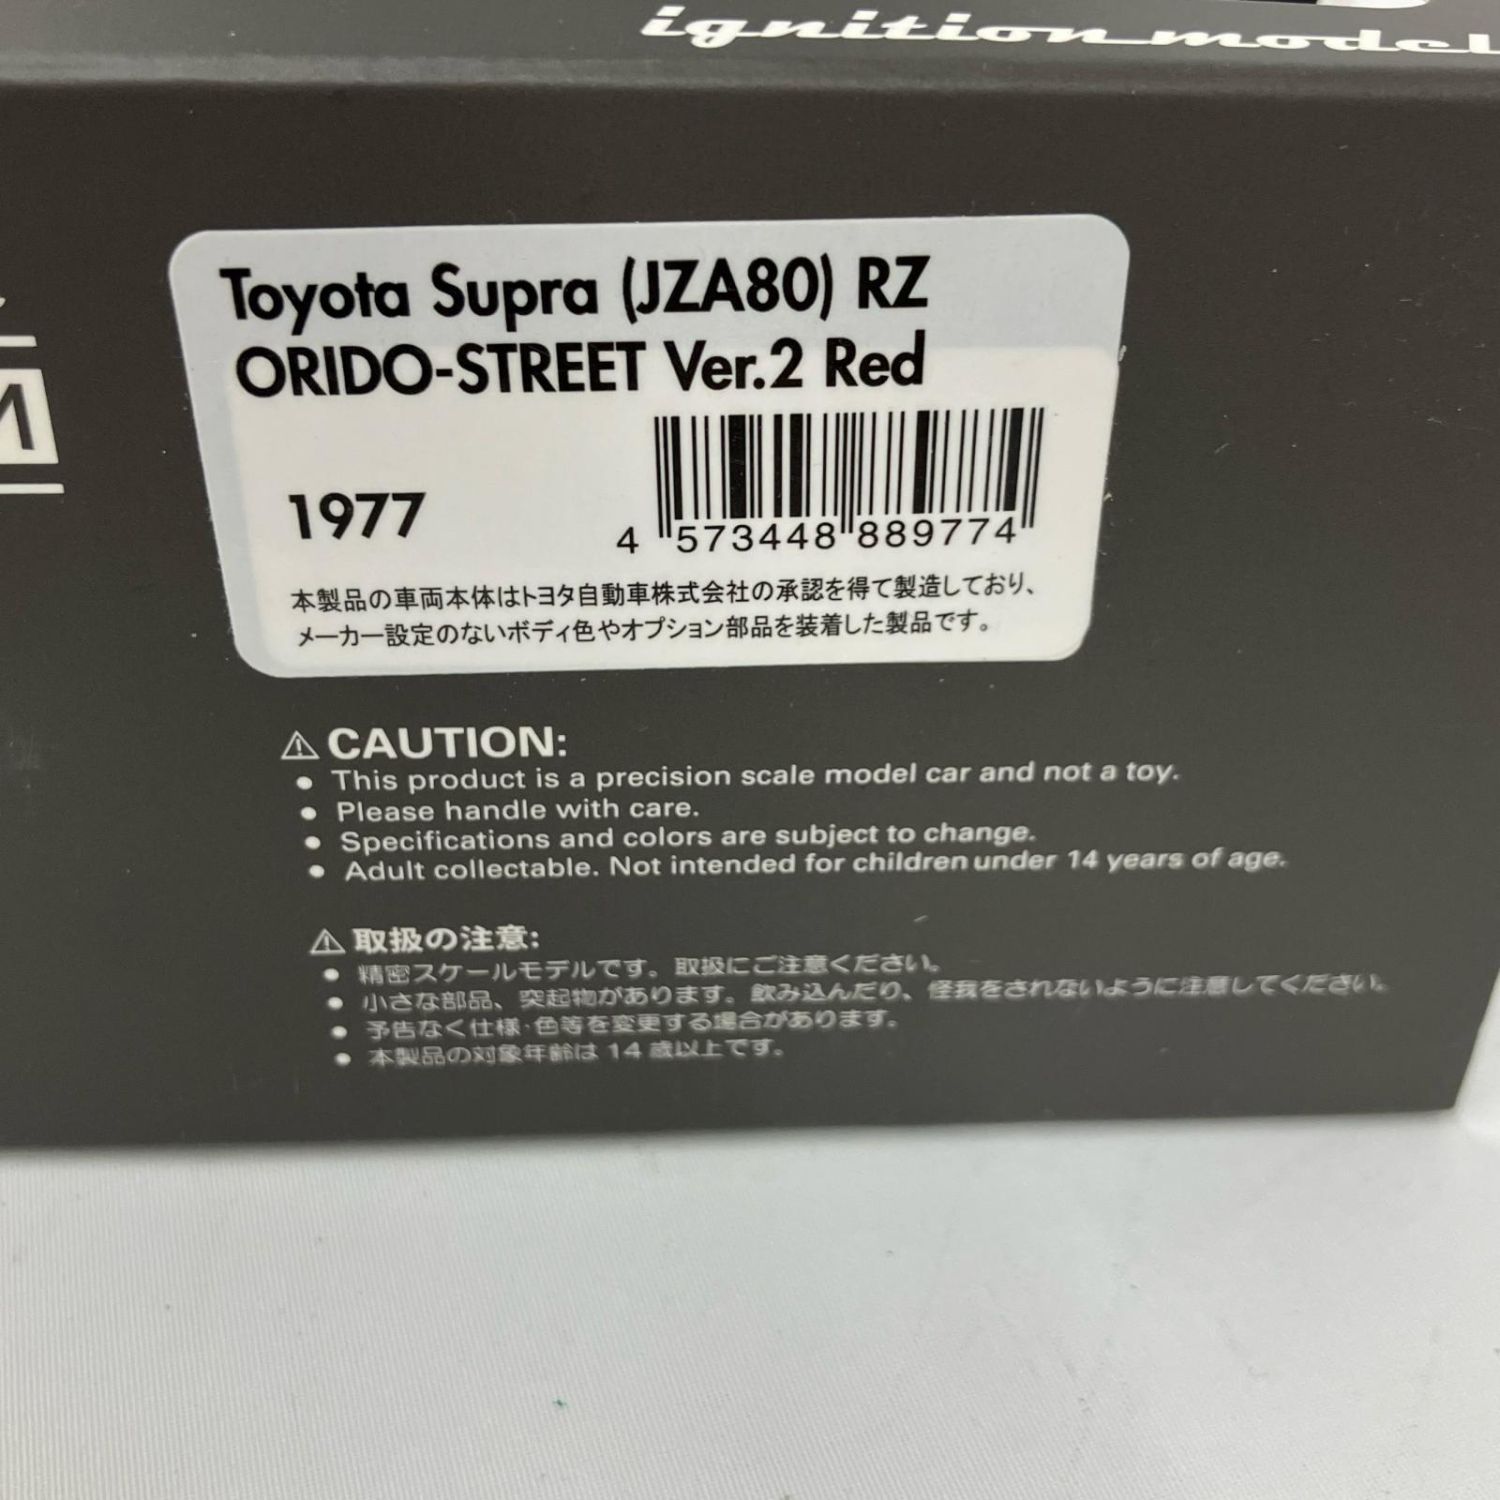 ignition model
Toyota Supra (JZA80) RZ
ORIDO-STREET Ver.2 Red
1977
4 573448 889774
本製品の車両本体はトヨタ自動車株式会社の承認を得て製造しており、
メーカー設定のないボディ色やオプション部品を装着した製品です。
⚠ CAUTION:
● This product is a precision scale model car and not a toy.
● Please handle with care.
● Specifications and colors are subject to change.
● Adult collectable. Not intended for children under 14 years of age.
⚠ 取扱の注意:
● 精密スケールモデルです。取扱にご注意ください。
● 小さな部品、突起物があります。飲み込んだり、怪我をされないように注意してください。
● 予告なく仕様・色等を変更する場合があります。
● 本製品の対象年齢は 14 歳以上です。